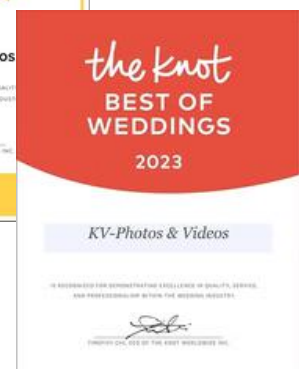 OS
the knot
BEST OF
WEDDINGS
2023
KV-Photos & Videos
IS RECOGNIZED FOR DEMONSTRATING EXCELLENCE IN QUALITY, SERVICE,
AND PROFESSIONALISM WITHIN THE WEDDING INDUSTRY.
TIMOTHY CHI, CEO OF THE KNOT WORLDWIDE INC.
INC.